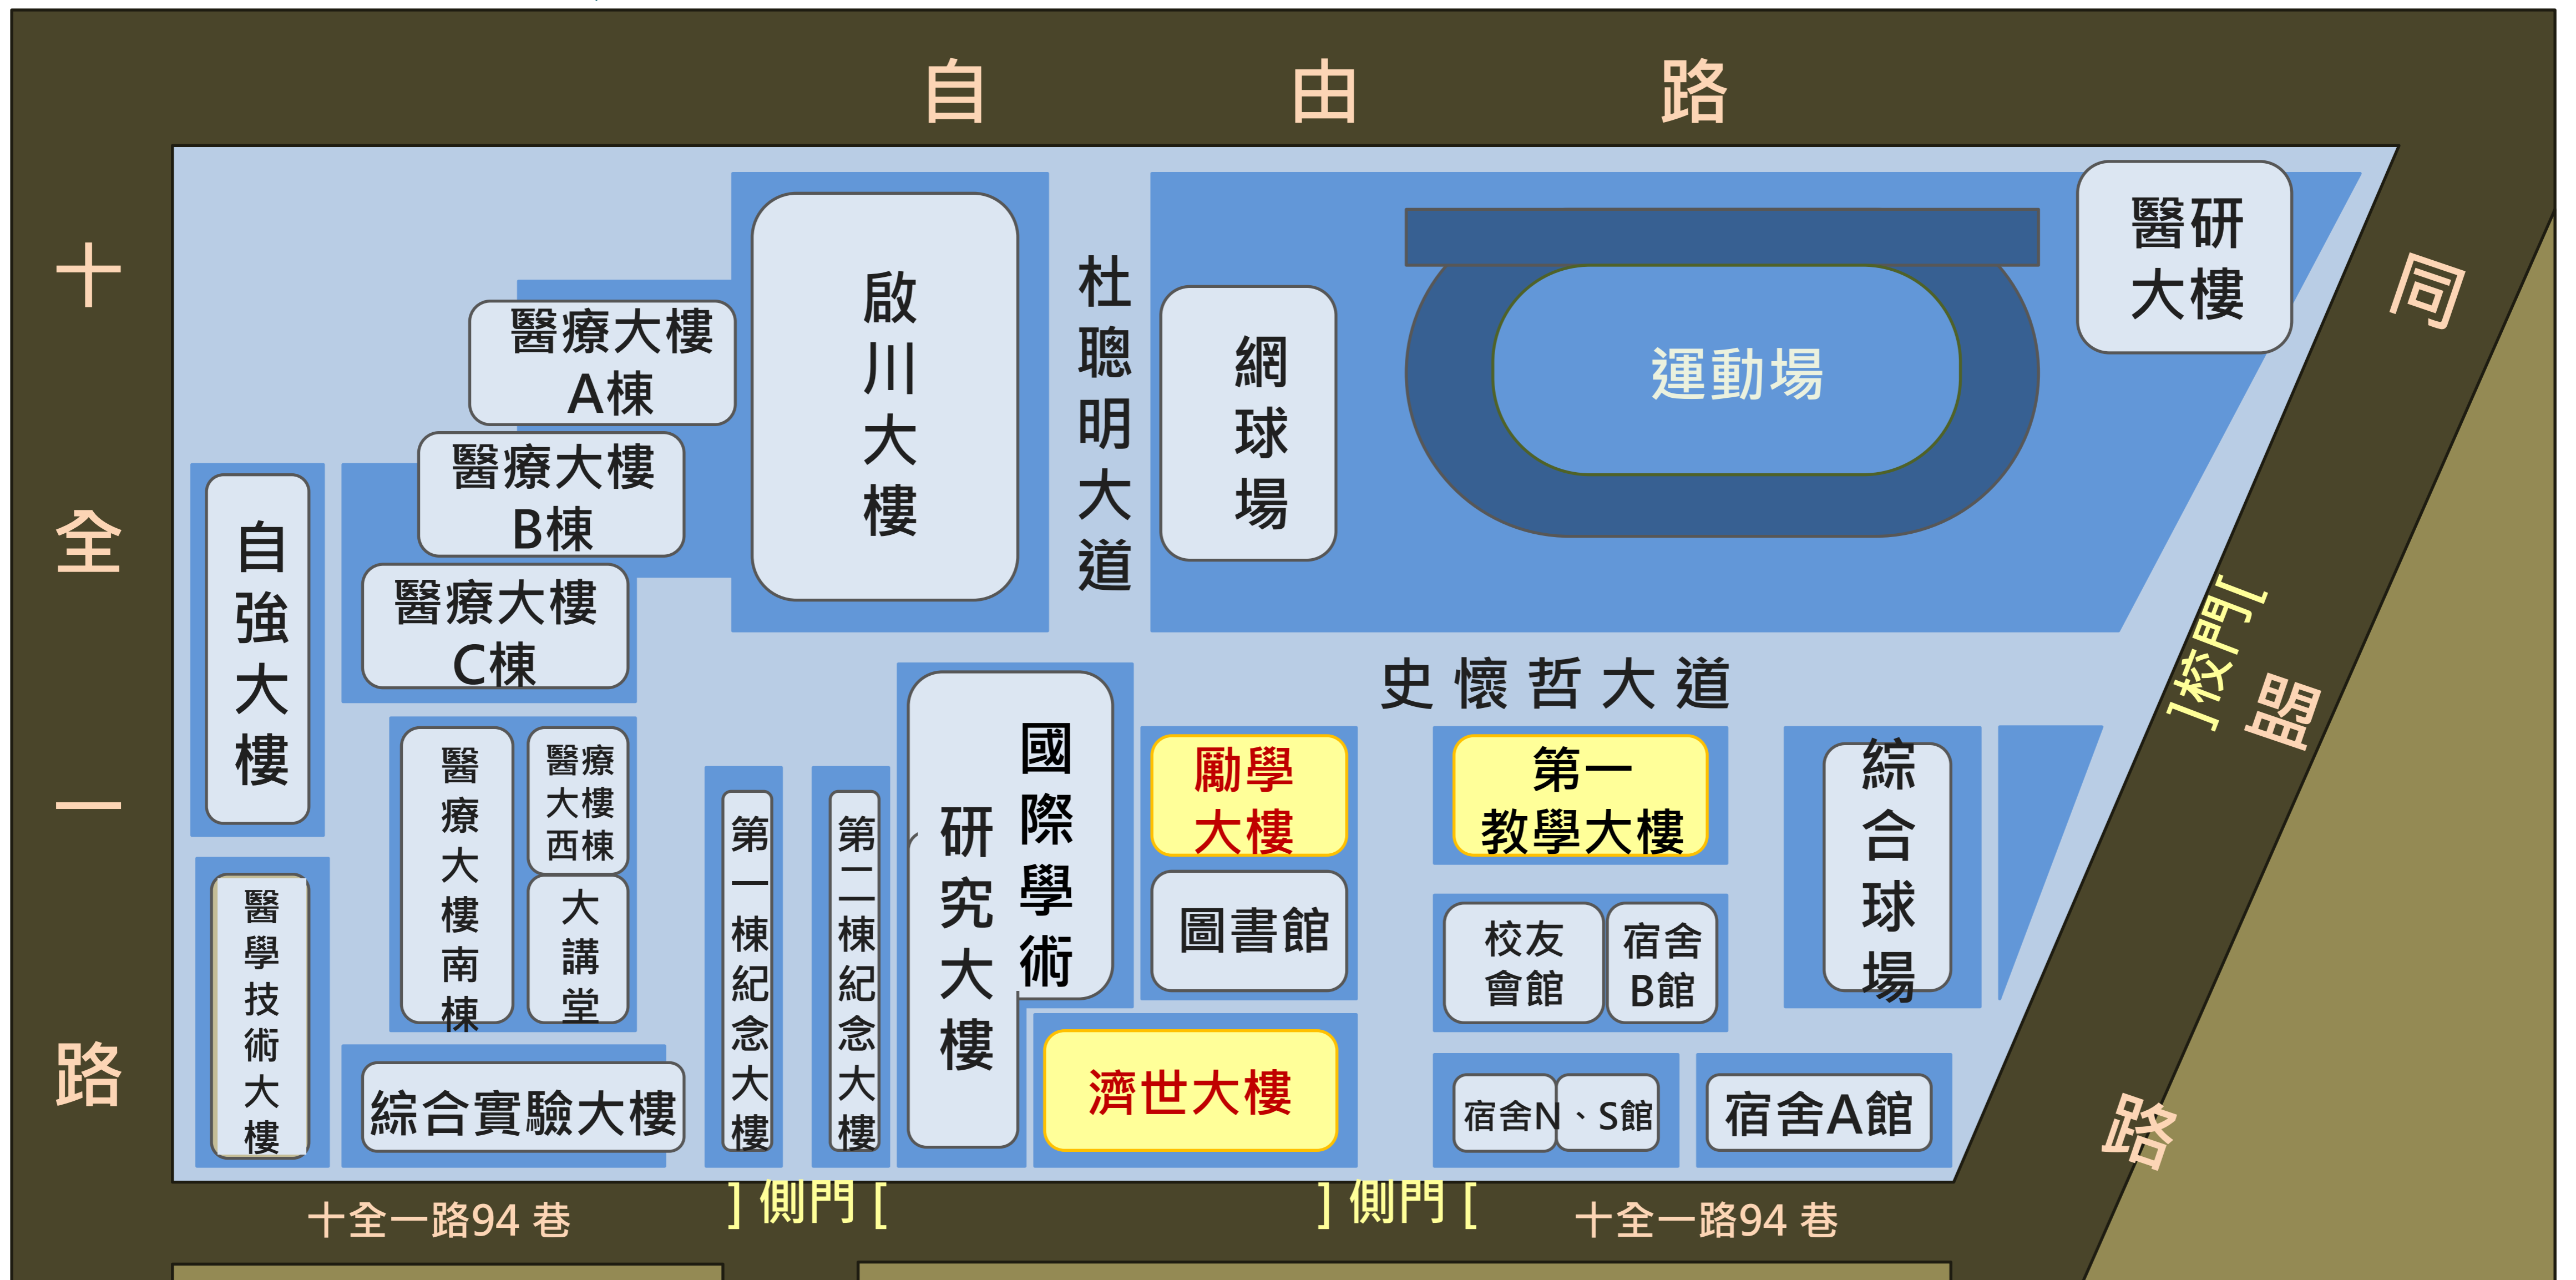 自由路
十全一路
同盟路
醫研
大樓
啟川大樓
杜聰明大道
網球場
運動場
醫療大樓
A棟
醫療大樓
B棟
醫療大樓
C棟
自強大樓
]校門[
史懷哲大道
國際學術
研究大樓
勵學
大樓
第一
教學大樓
綜合球場
醫療大樓南棟
醫療
大樓
西棟
大講堂
第一棟紀念大樓
第二棟紀念大樓
圖書館
校友
會館
宿舍
B館
醫學技術大樓
綜合實驗大樓
濟世大樓
宿舍N、S館
宿舍A館
十全一路94 巷
] 側門 [
] 側門 [
十全一路94 巷